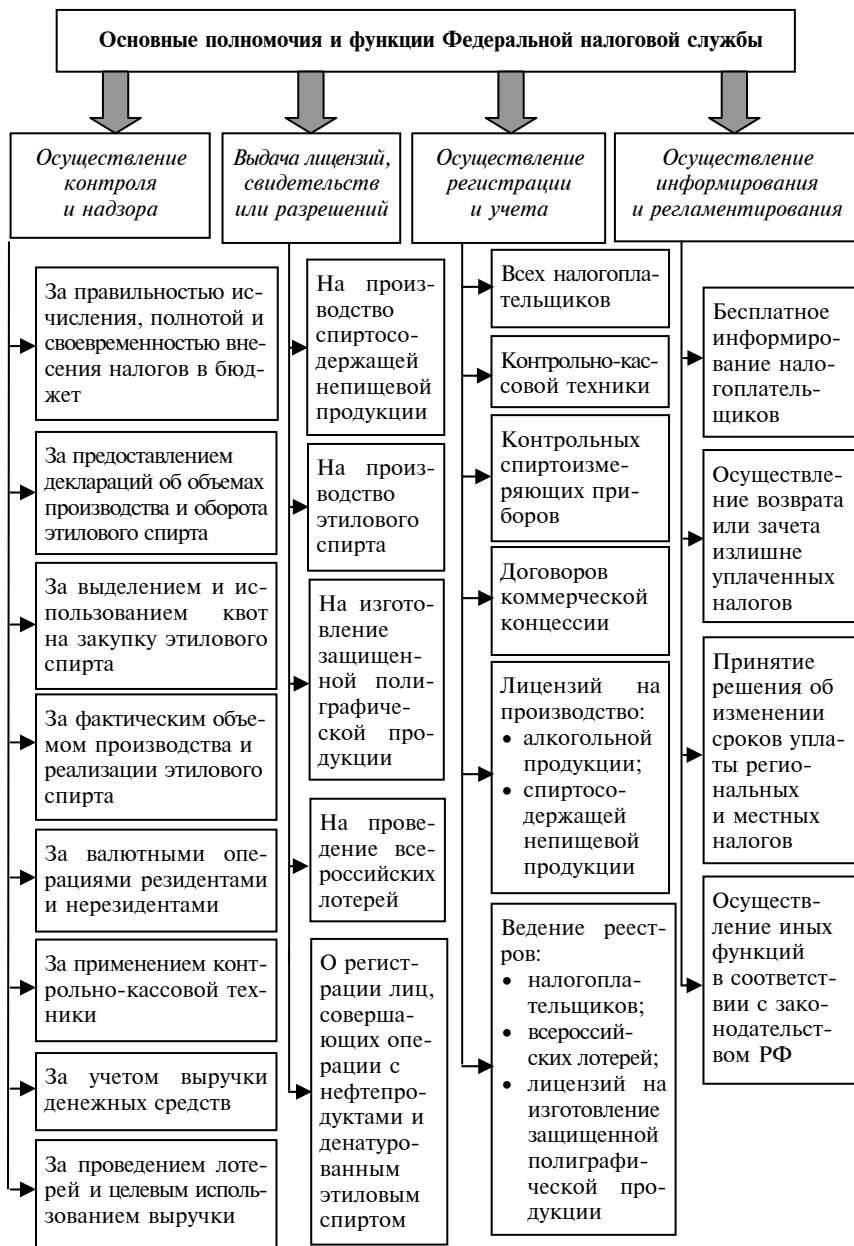 Основные полномочия и функции Федеральной налоговой службы
Осуществление
контроля
и надзора
За правильностью ис-
числения, полнотой и
своевременностью вне-
сения налогов в бюд-
жет
За предоставлением
деклараций об объемах
производства и оборота
этилового спирта
За выделением и ис-
пользованием квот
на закупку этилового
спирта
За фактическим объе-
мом производства и
реализации этилового
спирта
За валютными опе-
рациями резидентами
и нерезидентами
За применением конт-
рольно-кассовой тех-
ники
За учетом выручки
денежных средств
За проведением лоте-
рей и целевым исполь-
зованием выручки
Выдача лицензий,
свидетельств
или разрешений
На произ-
водство
спиртосо-
держащей
непищевой
продукции
На произ-
водство
этилового
спирта
На изгото-
вление
защищен-
ной поли-
графиче-
ской про-
дукции
На прове-
дение все-
российских
лотерей
О регист-
рации лиц,
совершаю-
щих опе-
рации с
нефтепро-
дуктами и
денатуро-
ванным
этиловым
спиртом
Осуществление
регистрации
и учета
Всех налогопла-
тельщиков
Контрольно-кас-
совой техники
Контрольных
спиртоизме-
ряющих при-
боров
Договоров
коммерческой
концессии
Лицензий на
производство:
• алкогольной
продукции;
• спиртосо-
держащей
непищевой
продукции
Ведение реест-
ров:
• налогопла-
тельщиков;
• всероссий-
ских лотерей;
• лицензий на
изготовление
защищенной
полиграфи-
ческой про-
дукции
Осуществление
информирования
и регламентирования
Бесплатное
информиро-
вание нало-
гоплатель-
щиков
Осуществле-
ние возврата
или зачета
излишне
уплаченных
налогов
Принятие
решения об
изменении
сроков упла-
ты регио-
нальных
и местных
налогов
Осуществ-
ление иных
функций
в соответст-
вии с зако-
нодательст-
вом РФ